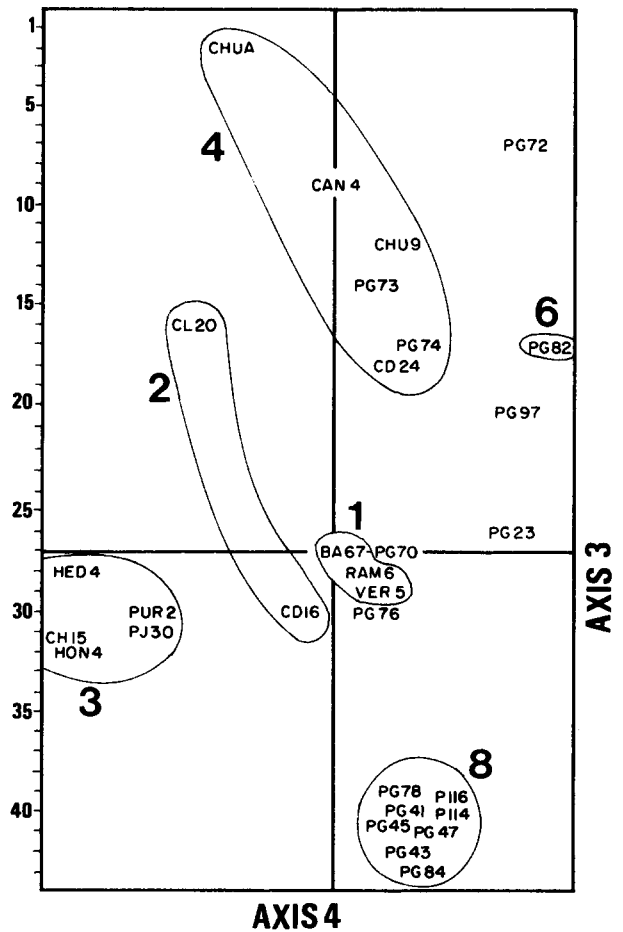 1
CHUA
5
4
PG72
CAN 4
10
CHU9
PG73
15
6
CL20
PG74
PG82
CD24
2
20
PG97
25
1
PG23
BA67 PG70
AXIS 3
HED4
RAM6
VER 5
30
PUR2
CD16
PG76
PJ30
CH15
HON4
3
35
8
PG78
P116
40
PG41
P114
PG45
PG47
PG43
PG84
AXIS 4